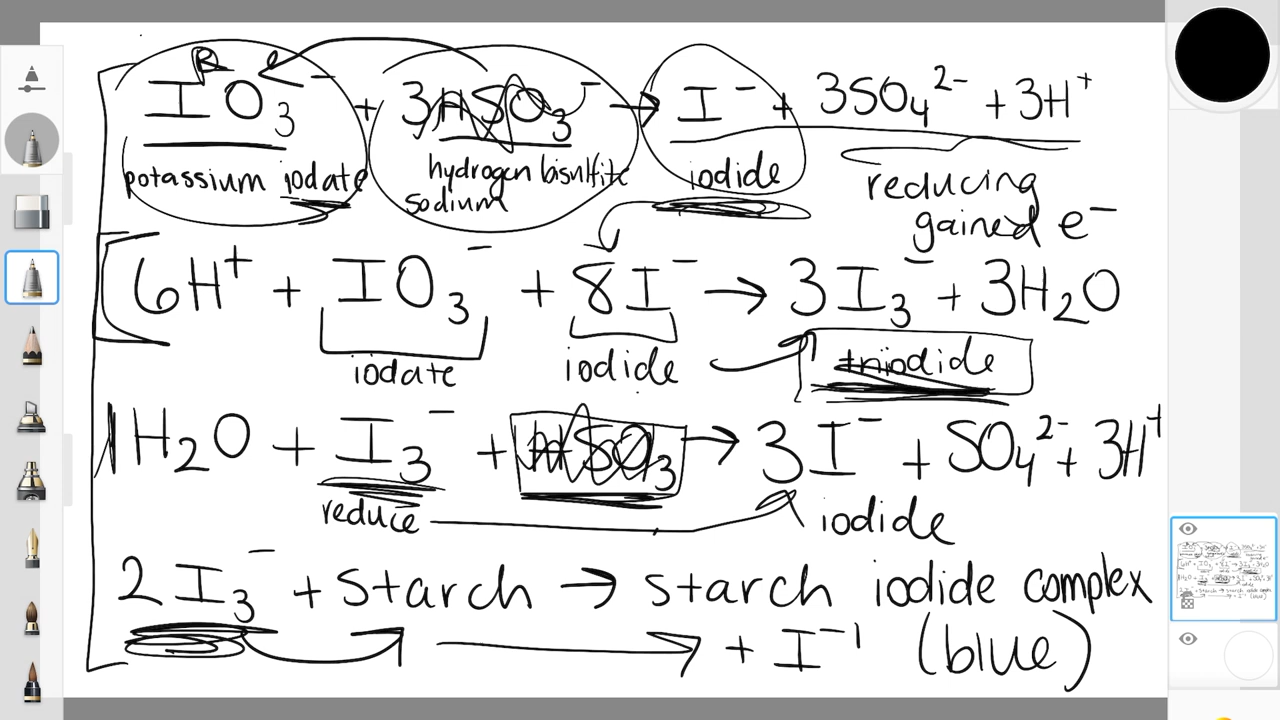 IO₃⁻ + 3HSO₃⁻ → I⁻ + 3SO₄²⁻ + 3H⁺
potassium iodate hydrogen bisulfite iodide reducing
sodium gained e⁻
6H⁺ + IO₃⁻ + 8I⁻ → 3I₃⁻ + 3H₂O
iodate iodide triiodide
H₂O + I₃⁻ + HSO₃ → 3I⁻ + SO₄²⁻ + 3H⁺
reduce iodide
2I₃⁻ + starch → starch iodide complex
+ I⁻¹ (blue)